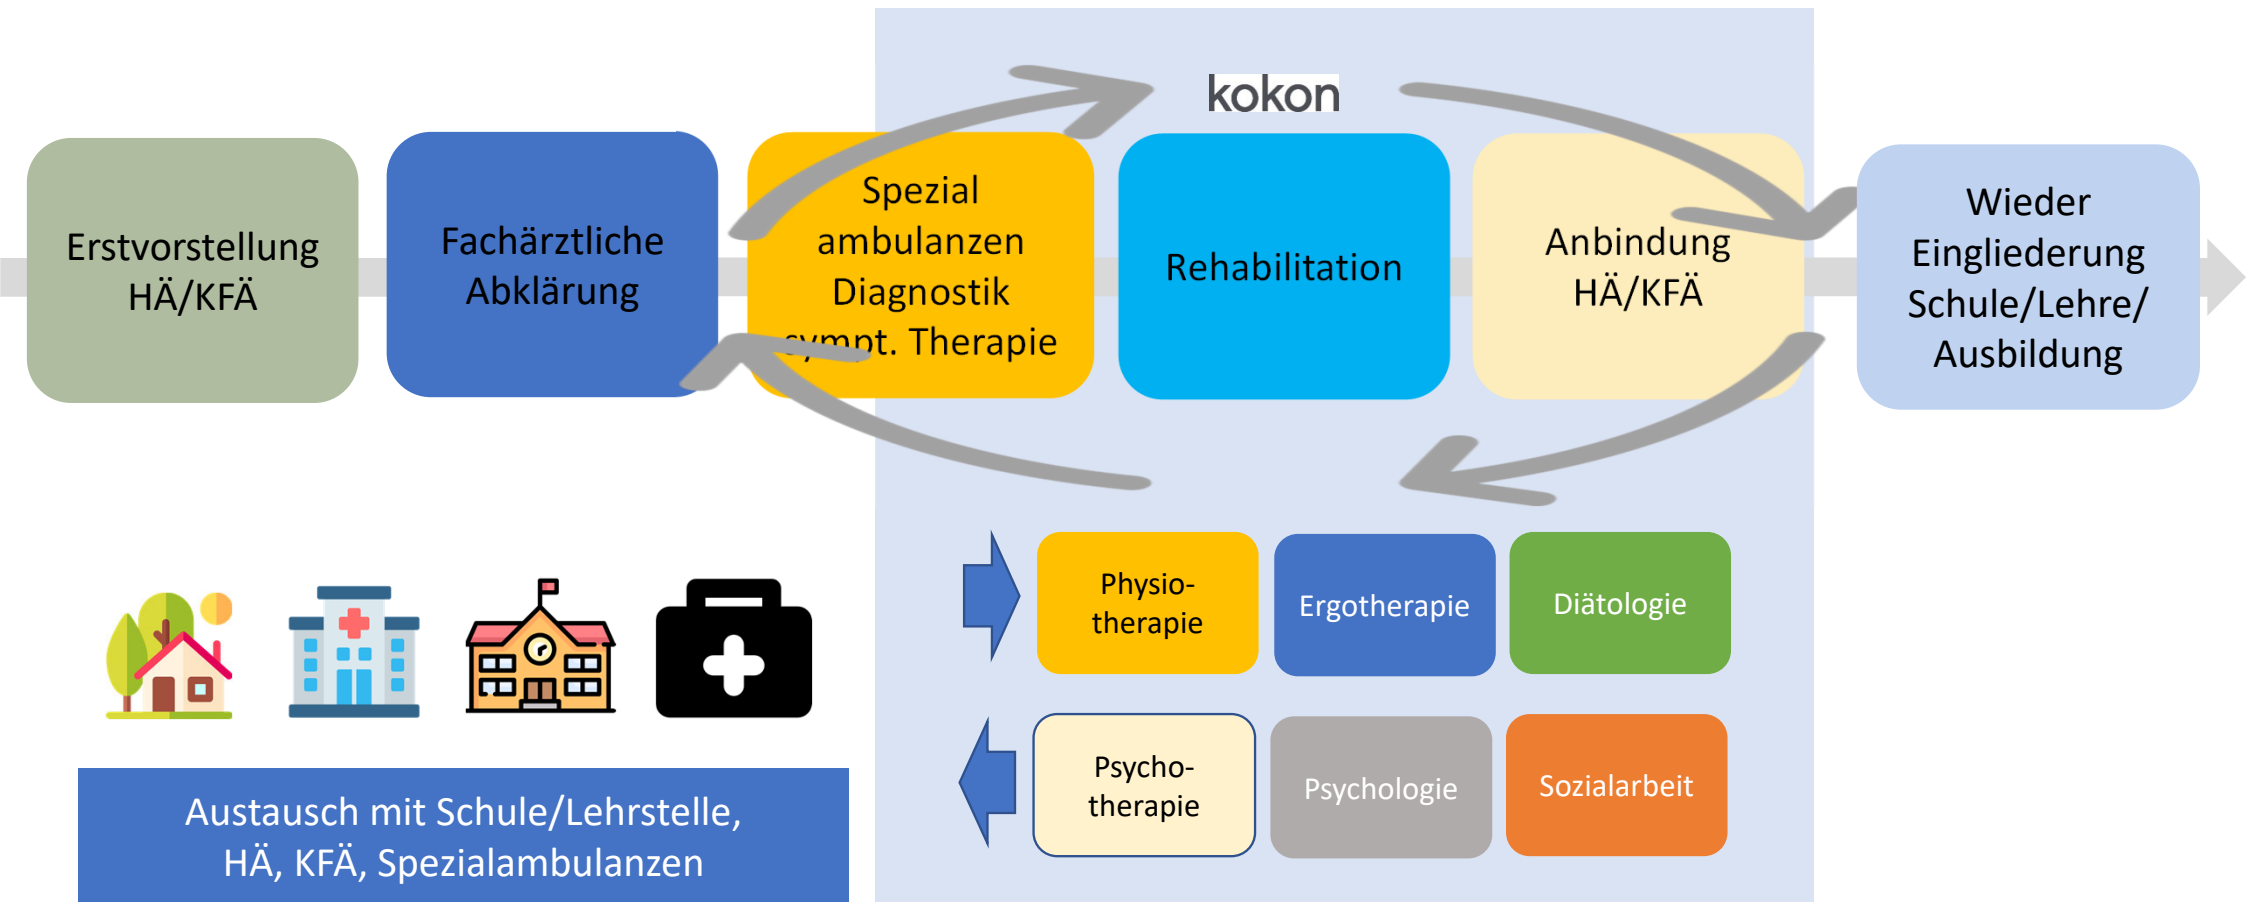 kokon
Erstvorstellung
HÄ/KFÄ
Fachärztliche
Abklärung
Spezial
ambulanzen
Diagnostik
sympt. Therapie
Rehabilitation
Anbindung
HÄ/KFÄ
Wieder
Eingliederung
Schule/Lehre/
Ausbildung
Physio-
therapie
Ergotherapie
Diätologie
Psycho-
therapie
Psychologie
Sozialarbeit
Austausch mit Schule/Lehrstelle,
HÄ, KFÄ, Spezialambulanzen